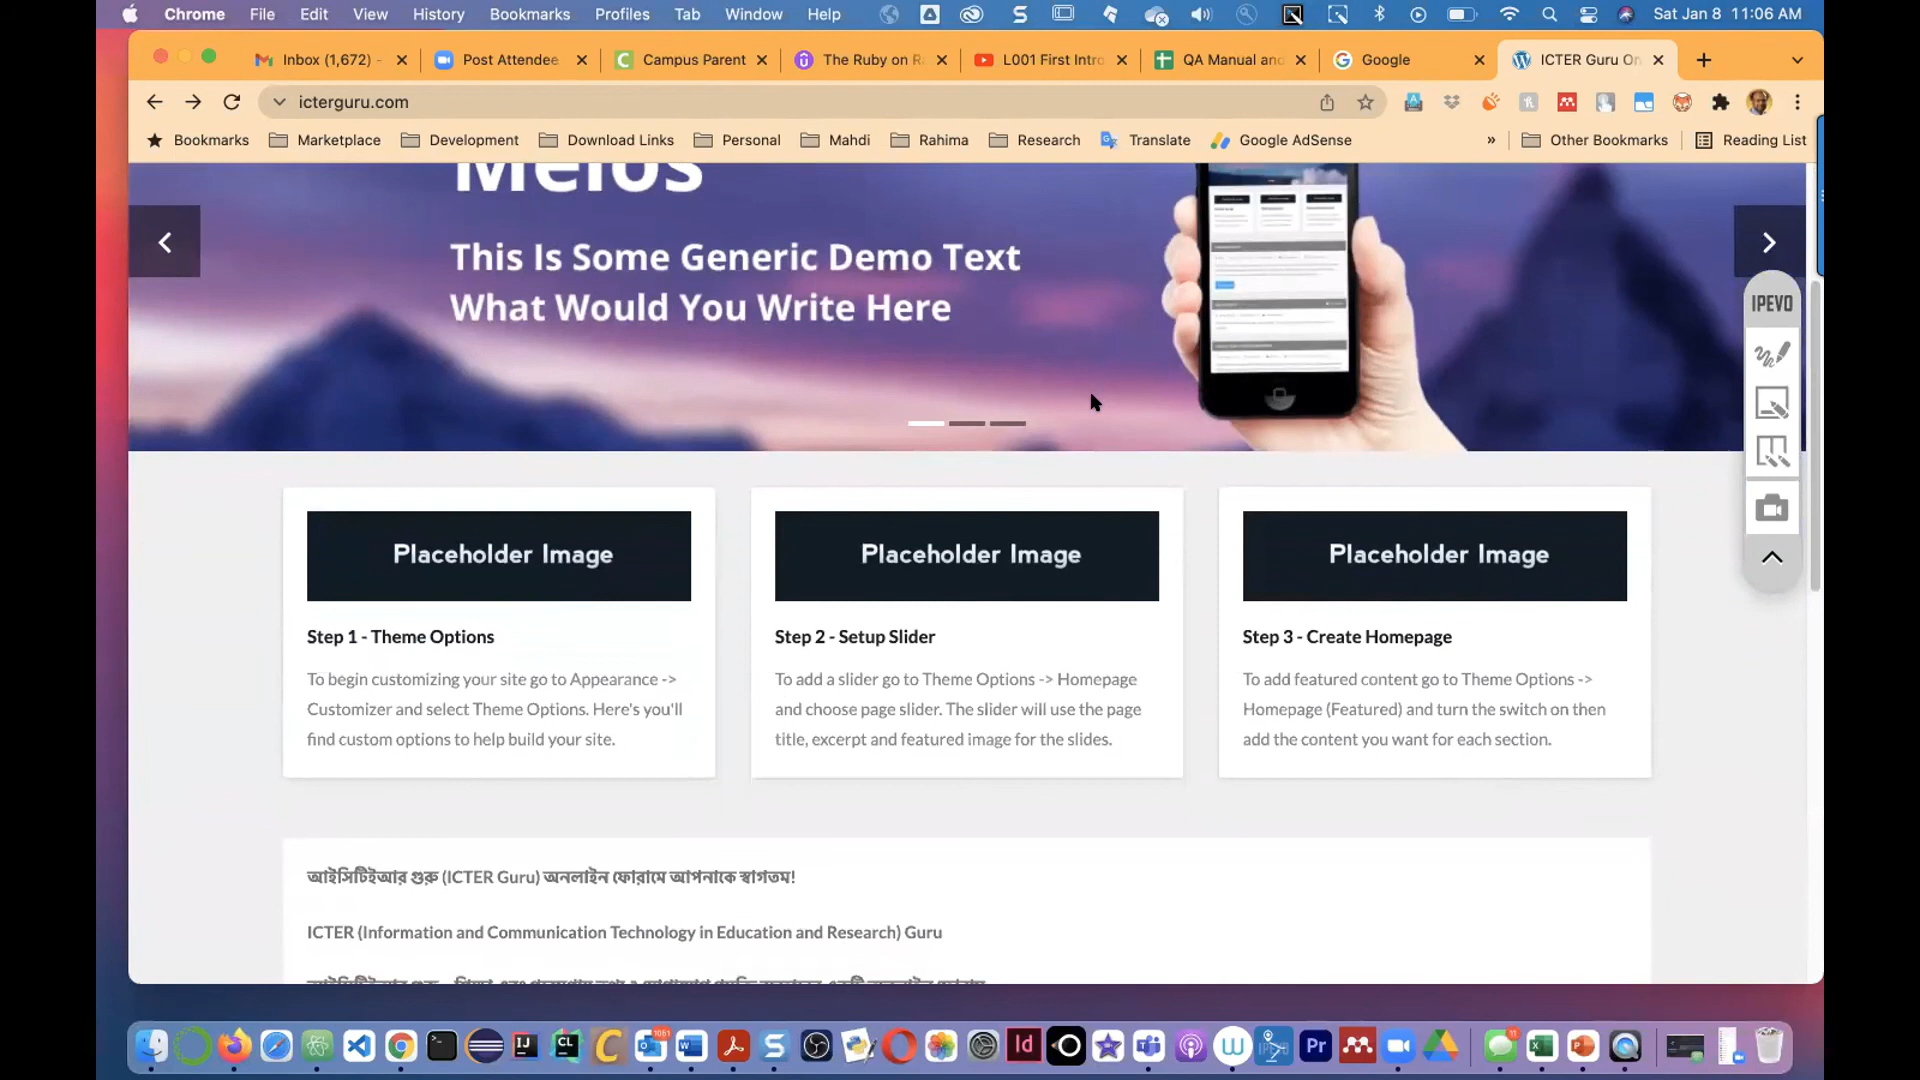 Chrome File Edit View History Bookmarks Profiles Tab Window Help Sat Jan 8 11:06 AM
Inbox (1,672) - Post Attendee Campus Parent The Ruby on R L001 First Intro QA Manual and Google ICTER Guru On
icterguru.com
Bookmarks Marketplace Development Download Links Personal Mahdi Rahima Research Translate Google AdSense » Other Bookmarks Reading List
Melos
This Is Some Generic Demo Text
What Would You Write Here
IPEVO
Placeholder Image Placeholder Image Placeholder Image
Step 1 - Theme Options
To begin customizing your site go to Appearance ->
Customizer and select Theme Options. Here's you'll
find custom options to help build your site.
Step 2 - Setup Slider
To add a slider go to Theme Options -> Homepage
and choose page slider. The slider will use the page
title, excerpt and featured image for the slides.
Step 3 - Create Homepage
To add featured content go to Theme Options ->
Homepage (Featured) and turn the switch on then
add the content you want for each section.
আইসিটিইআর গুরু (ICTER Guru) অনলাইন ফোরামে আপনাকে স্বাগতম!
ICTER (Information and Communication Technology in Education and Research) Guru